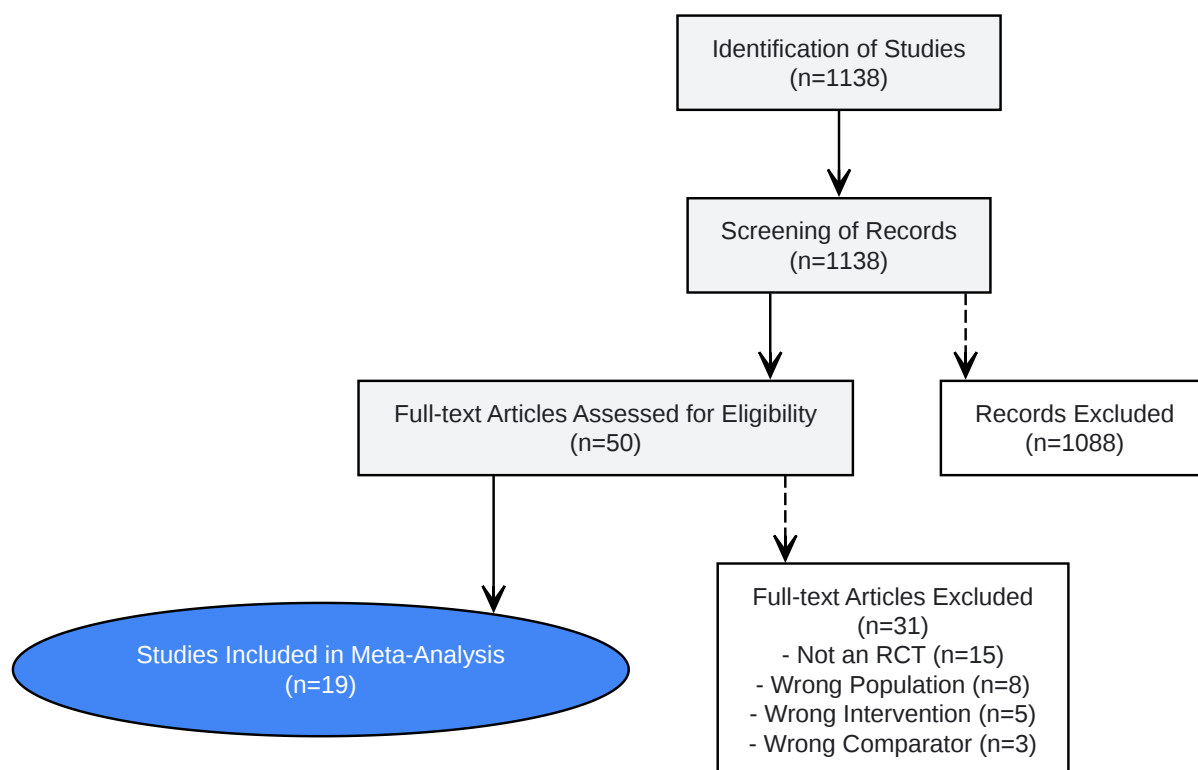 Identification of Studies
(n=1138)
Screening of Records
(n=1138)
Full-text Articles Assessed for Eligibility
(n=50)
Records Excluded
(n=1088)
Studies Included in Meta-Analysis
(n=19)
Full-text Articles Excluded
(n=31)
- Not an RCT (n=15)
- Wrong Population (n=8)
- Wrong Intervention (n=5)
- Wrong Comparator (n=3)